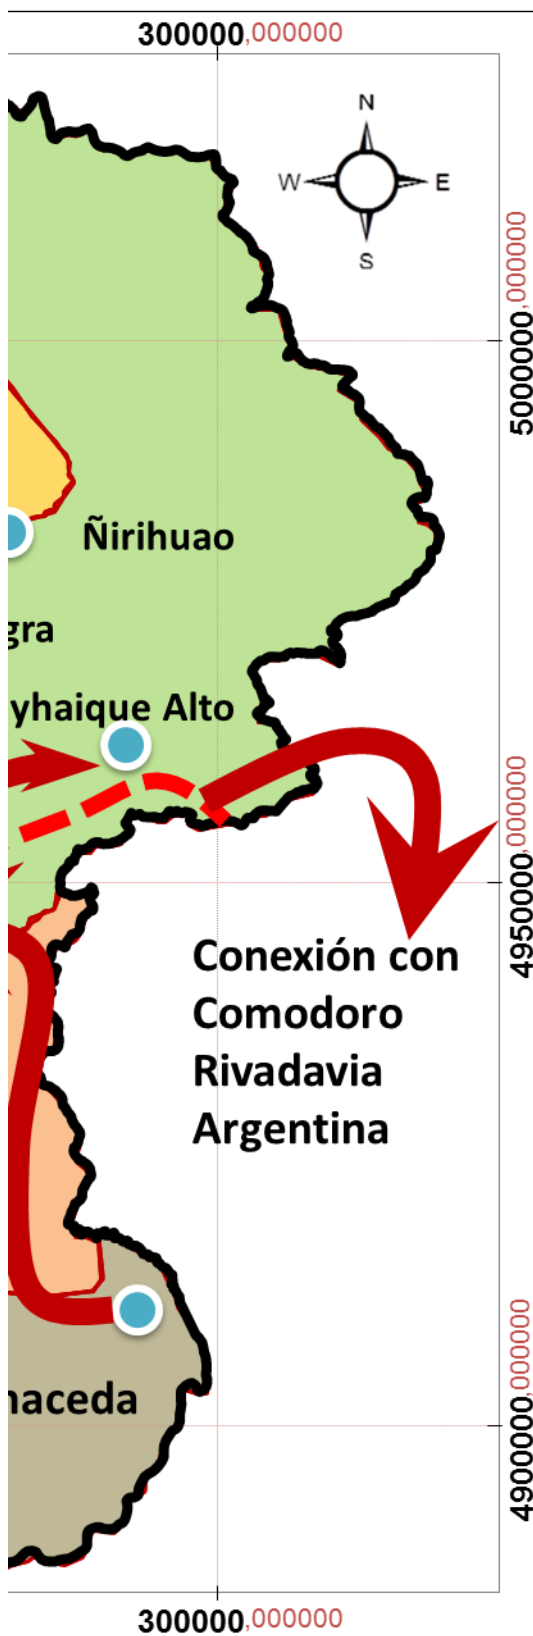 300000,000000
N
W E
S
5000000,000000
Ñirihuao
gra
yhaique Alto
4950000,000000
Conexión con
Comodoro
Rivadavia
Argentina
naceda
4900000,000000
300000,000000